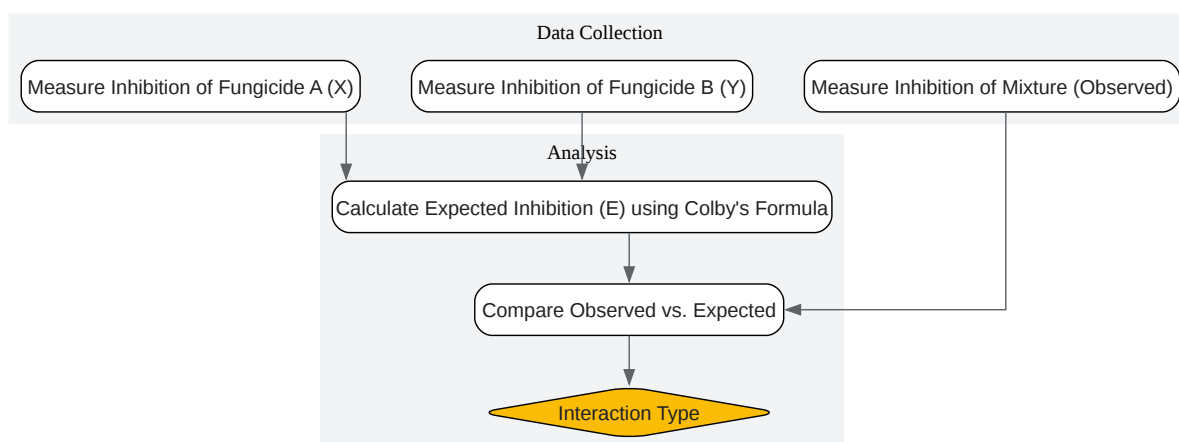 Data Collection
Measure Inhibition of Fungicide A (X)
Measure Inhibition of Fungicide B (Y)
Measure Inhibition of Mixture (Observed)
Analysis
Calculate Expected Inhibition (E) using Colby's Formula
Compare Observed vs. Expected
Interaction Type